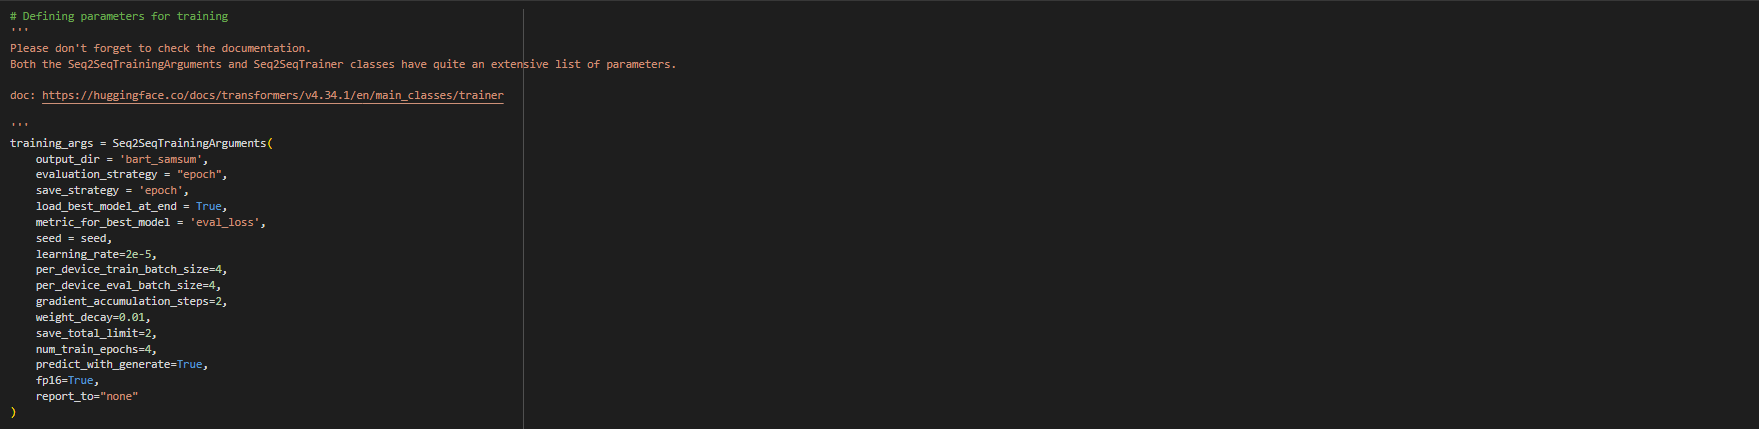 # Defining parameters for training
'''
Please don't forget to check the documentation.
Both the Seq2SeqTrainingArguments and Seq2SeqTrainer classes have quite an extensive list of parameters.
doc: https://huggingface.co/docs/transformers/v4.34.1/en/main_classes/trainer
'''
training_args = Seq2SeqTrainingArguments(
    output_dir = 'bart_samsum',
    evaluation_strategy = "epoch",
    save_strategy = 'epoch',
    load_best_model_at_end = True,
    metric_for_best_model = 'eval_loss',
    seed = seed,
    learning_rate=2e-5,
    per_device_train_batch_size=4,
    per_device_eval_batch_size=4,
    gradient_accumulation_steps=2,
    weight_decay=0.01,
    save_total_limit=2,
    num_train_epochs=4,
    predict_with_generate=True,
    fp16=True,
    report_to="none"
)